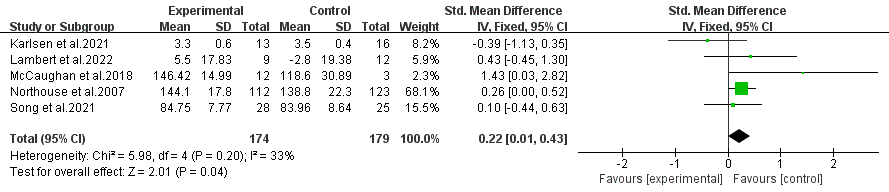 Experimental Control Std. Mean Difference Std. Mean Difference
Study or Subgroup Mean SD Total Mean SD Total Weight IV, Fixed, 95% CI IV, Fixed, 95% CI
Karlsen et al.2021 3.3 0.6 13 3.5 0.4 16 8.2% -0.39 [-1.13, 0.35]
Lambert et al.2022 5.5 17.83 9 -2.8 19.38 12 5.9% 0.43 [-0.45, 1.30]
McCaughan et al.2018 146.42 14.99 12 118.6 30.89 3 2.3% 1.43 [0.03, 2.82]
Northouse et al.2007 144.1 17.8 112 138.8 22.3 123 68.1% 0.26 [0.00, 0.52]
Song et al.2021 84.75 7.77 28 83.96 8.64 25 15.5% 0.10 [-0.44, 0.63]
Total (95% CI) 174 179 100.0% 0.22 [0.01, 0.43]
Heterogeneity: Chi² = 5.98, df = 4 (P = 0.20); I² = 33%
Test for overall effect: Z = 2.01 (P = 0.04)
-2 -1 0 1 2
Favours [experimental] Favours [control]